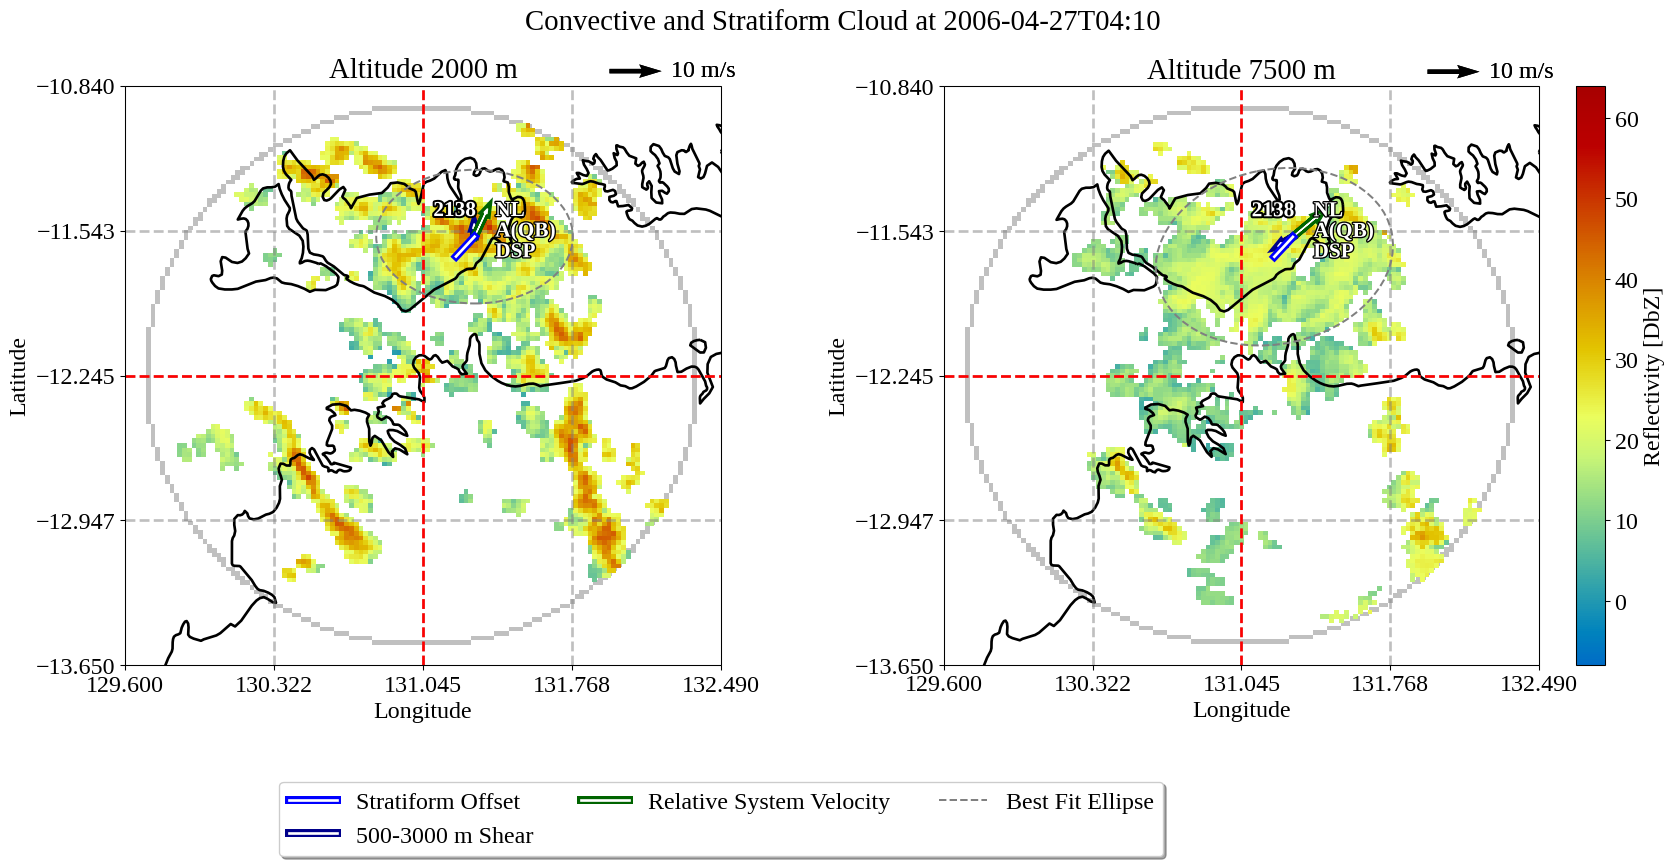 Convective and Stratiform Cloud at 2006-04-27T04:10
Altitude 2000 m
10 m/s
−10.840
−11.543
−12.245
−12.947
−13.650
129.600
130.322
131.045
131.768
132.490
Latitude
Longitude
2138
NL
A(QB)
DSP
Altitude 7500 m
10 m/s
−10.840
−11.543
−12.245
−12.947
−13.650
129.600
130.322
131.045
131.768
132.490
Latitude
Longitude
2138
NL
A(QB)
DSP
60
50
40
30
20
10
0
Reflectivity [DbZ]
Stratiform Offset
500-3000 m Shear
Relative System Velocity
Best Fit Ellipse